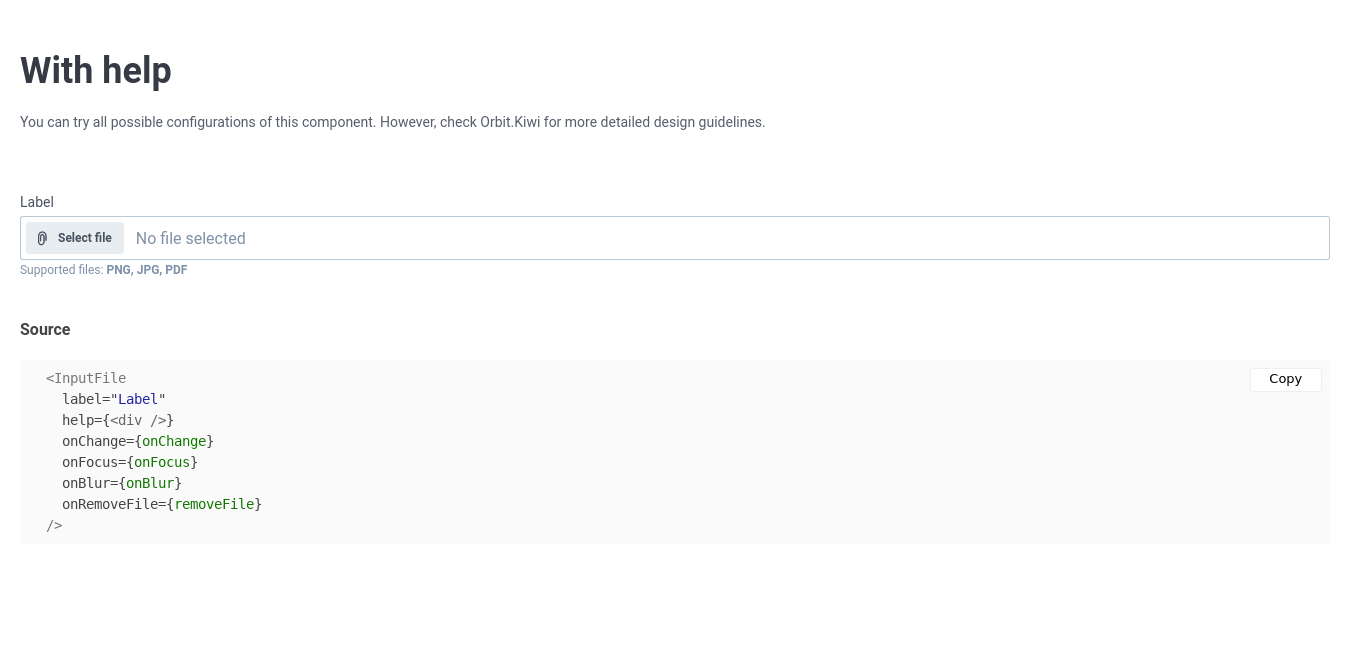 With help
You can try all possible configurations of this component. However, check Orbit.Kiwi for more detailed design guidelines.
Label
Select file No file selected
Supported files: PNG, JPG, PDF
Source
<InputFile
Copy
label="Label"
help={<div />}
onChange={onChange}
onFocus={onFocus}
onBlur={onBlur}
onRemoveFile={removeFile}
/>